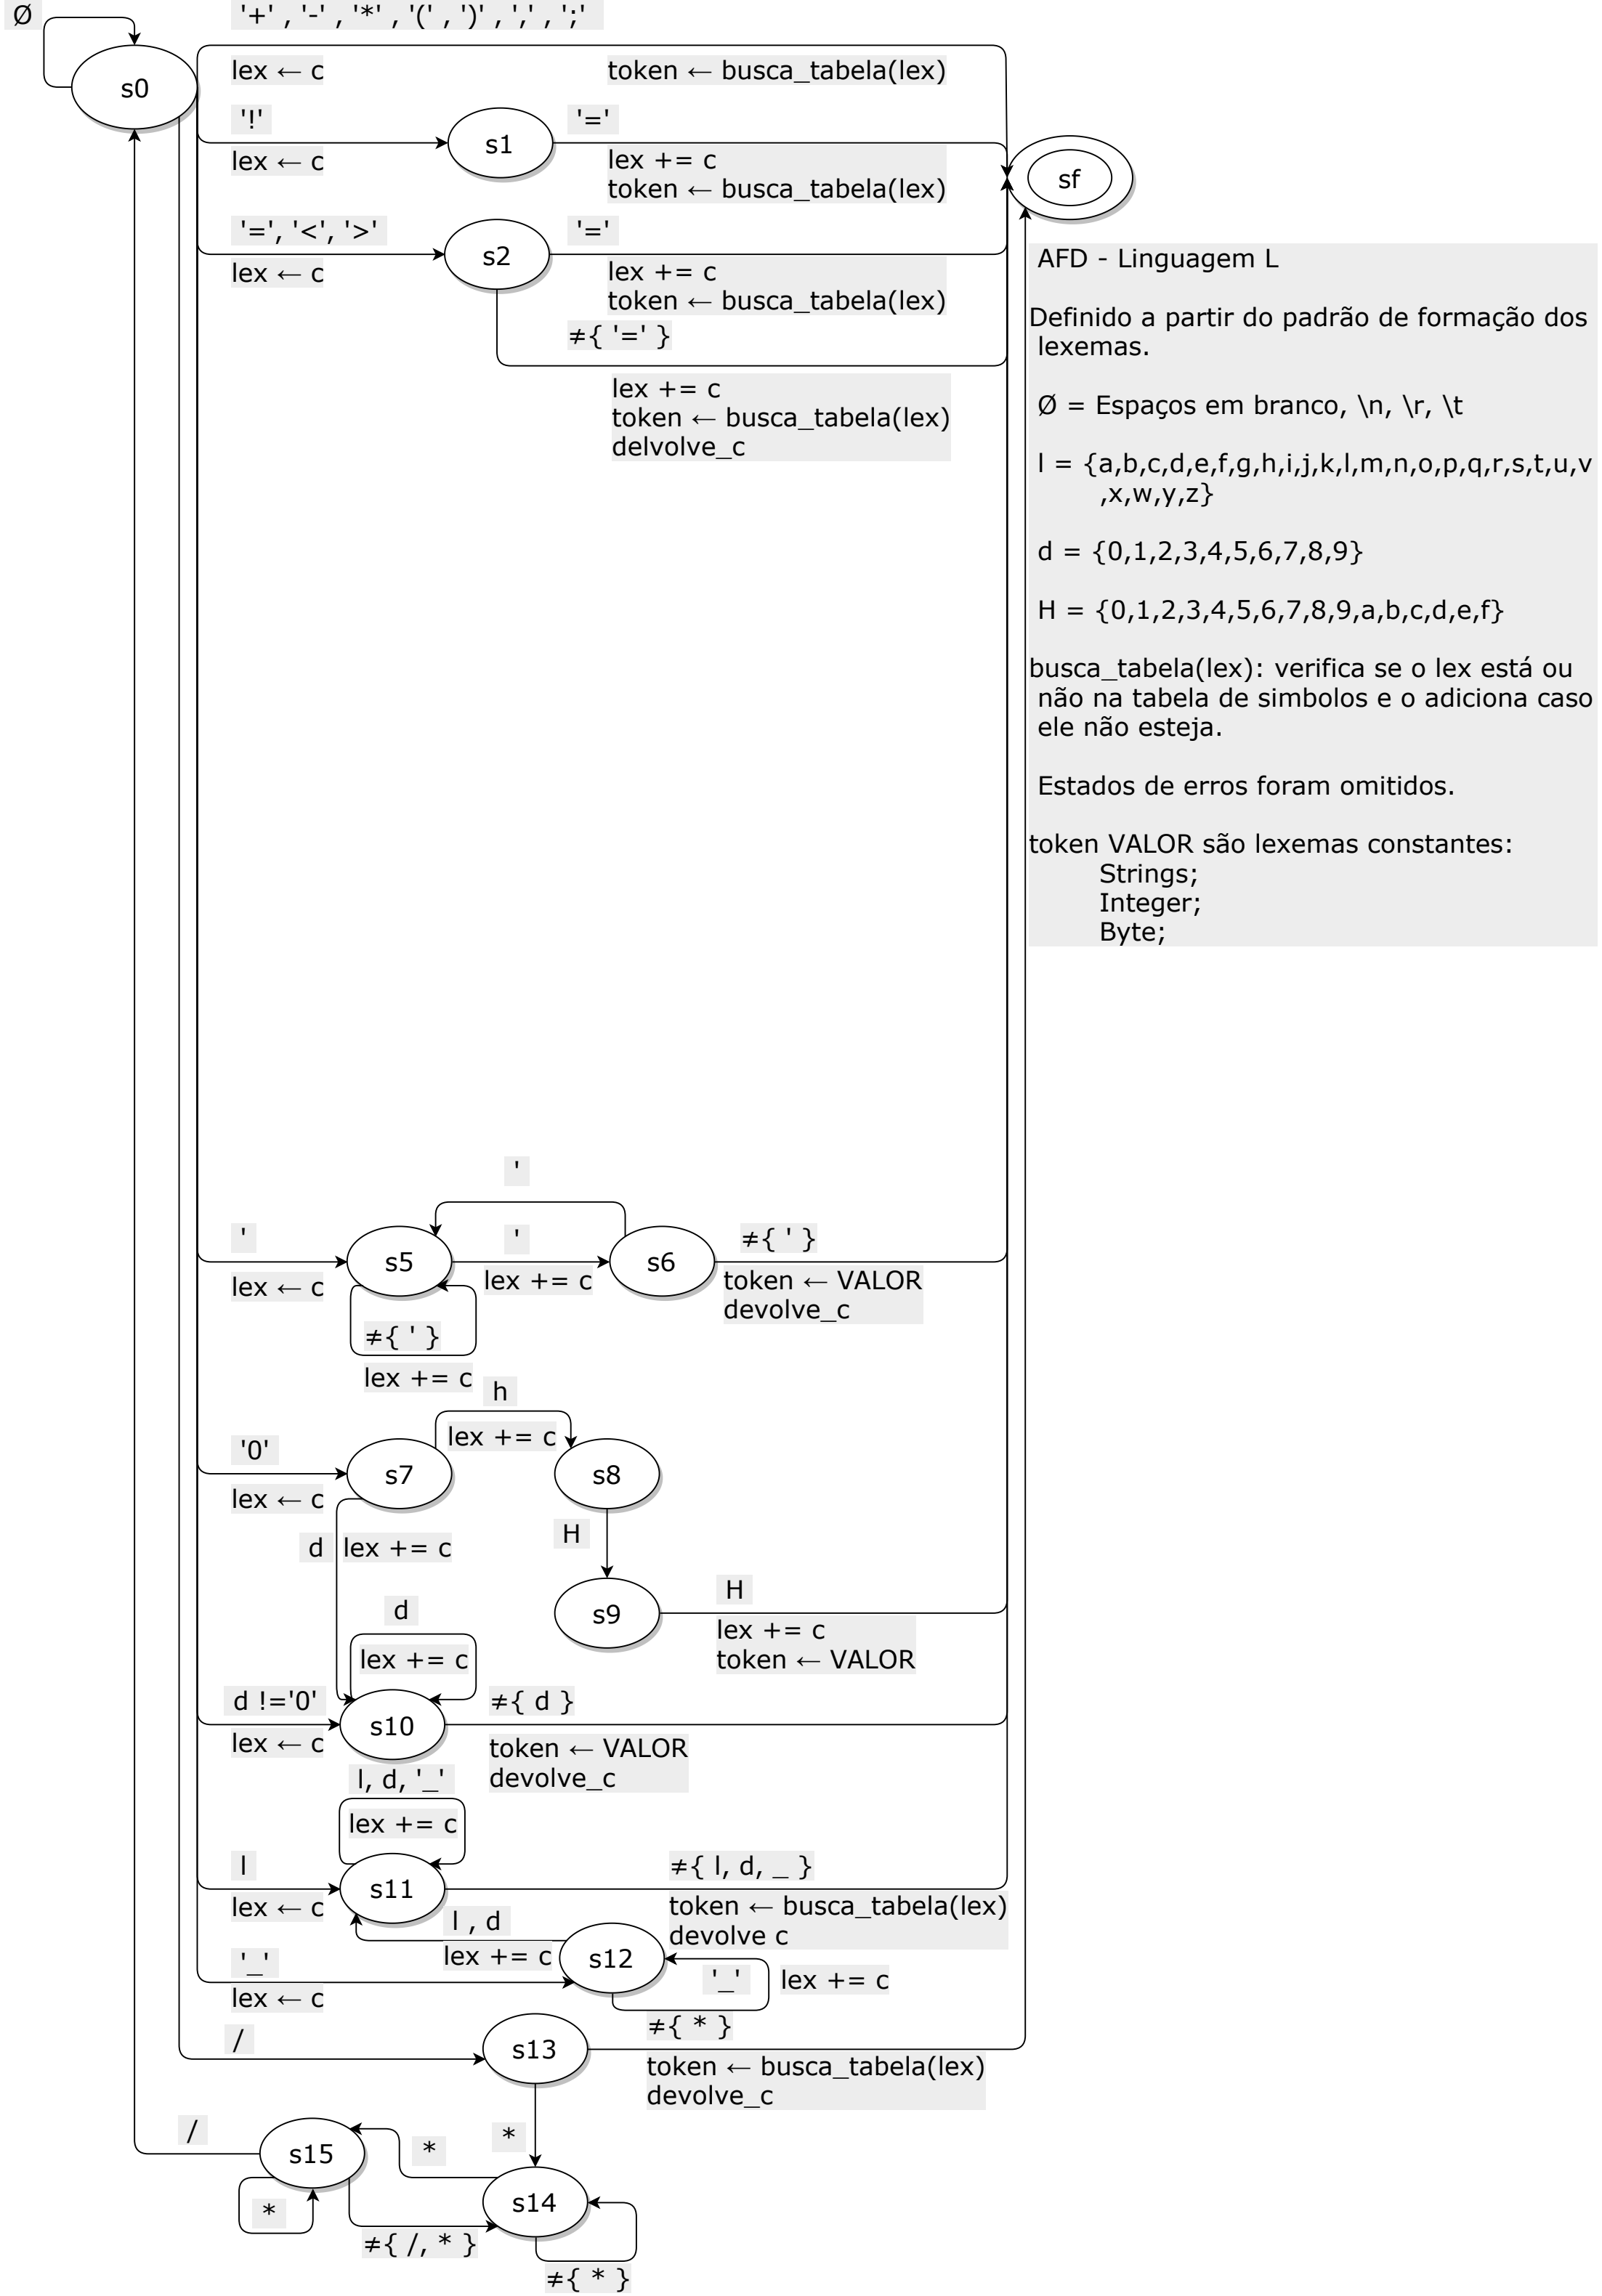 Ø
'+' , '-' , '*' , '(' , ')' , ',' , ';'
s0
lex ← c
token ← busca_tabela(lex)
'!'
lex ← c
s1
'='
lex += c
token ← busca_tabela(lex)
sf
'=', '<', '>'
lex ← c
s2
'='
lex += c
token ← busca_tabela(lex)
≠{ '=' }
lex += c
token ← busca_tabela(lex)
delvolve_c
AFD - Linguagem L
Definido a partir do padrão de formação dos
lexemas.
Ø = Espaços em branco, \n, \r, \t
l = {a,b,c,d,e,f,g,h,i,j,k,l,m,n,o,p,q,r,s,t,u,v
,x,w,y,z}
d = {0,1,2,3,4,5,6,7,8,9}
H = {0,1,2,3,4,5,6,7,8,9,a,b,c,d,e,f}
busca_tabela(lex): verifica se o lex está ou
não na tabela de simbolos e o adiciona caso
ele não esteja.
Estados de erros foram omitidos.
token VALOR são lexemas constantes:
Strings;
Integer;
Byte;
'
'
lex ← c
s5
'
lex += c
s6
≠{ ' }
token ← VALOR
devolve_c
≠{ ' }
lex += c
h
lex += c
'0'
lex ← c
s7
s8
d
lex += c
H
s9
H
lex += c
token ← VALOR
d
lex += c
d !='0'
lex ← c
s10
≠{ d }
token ← VALOR
devolve_c
l, d, '_'
lex += c
l
lex ← c
s11
≠{ l, d, _ }
token ← busca_tabela(lex)
devolve c
l , d
lex += c
'_'
lex ← c
s12
'_'
lex += c
/
s13
≠{ * }
token ← busca_tabela(lex)
devolve_c
/
s15
*
*
*
s14
≠{ /, * }
≠{ * }